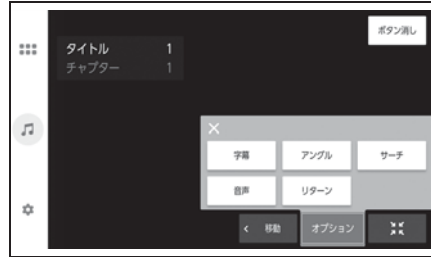 ボタン消し
タイトル 1
チャプター 1
字幕 アングル サーチ
音声 リターン
移動 オプション